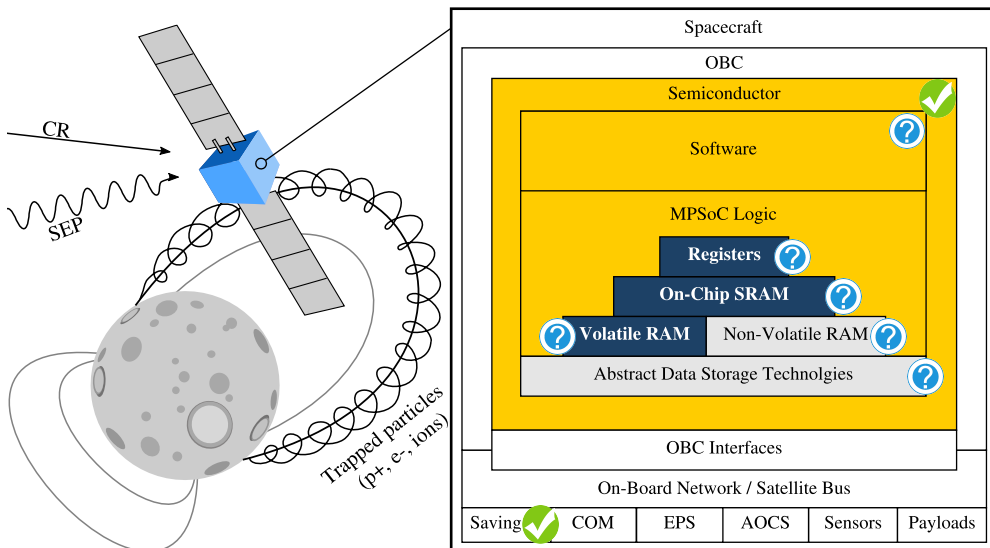 CR
SEP
Trapped particles
(p+, e-, ions)
Spacecraft
OBC
Semiconductor
?
Software
MPSoC Logic
Registers
?
On-Chip SRAM
?
?
Volatile RAM
Non-Volatile RAM
?
Abstract Data Storage Technolgies
?
OBC Interfaces
On-Board Network / Satellite Bus
Saving
COM
EPS
AOCS
Sensors
Payloads